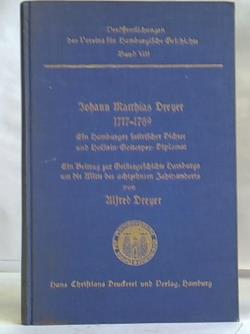 Veröffentlichungen
des Vereins für Hamburgische Geschichte
Band VIII
Johann Matthias Dreyer
1717-1769
Ein Hamburger satirischer Dichter
und Holstein-Gottorper Diplomat
Ein Beitrag zur Geistesgeschichte Hamburgs
um die Mitte des achtzehnten Jahrhunderts
von
Alfred Dreyer
Hans Christians Druckerei und Verlag, Hamburg